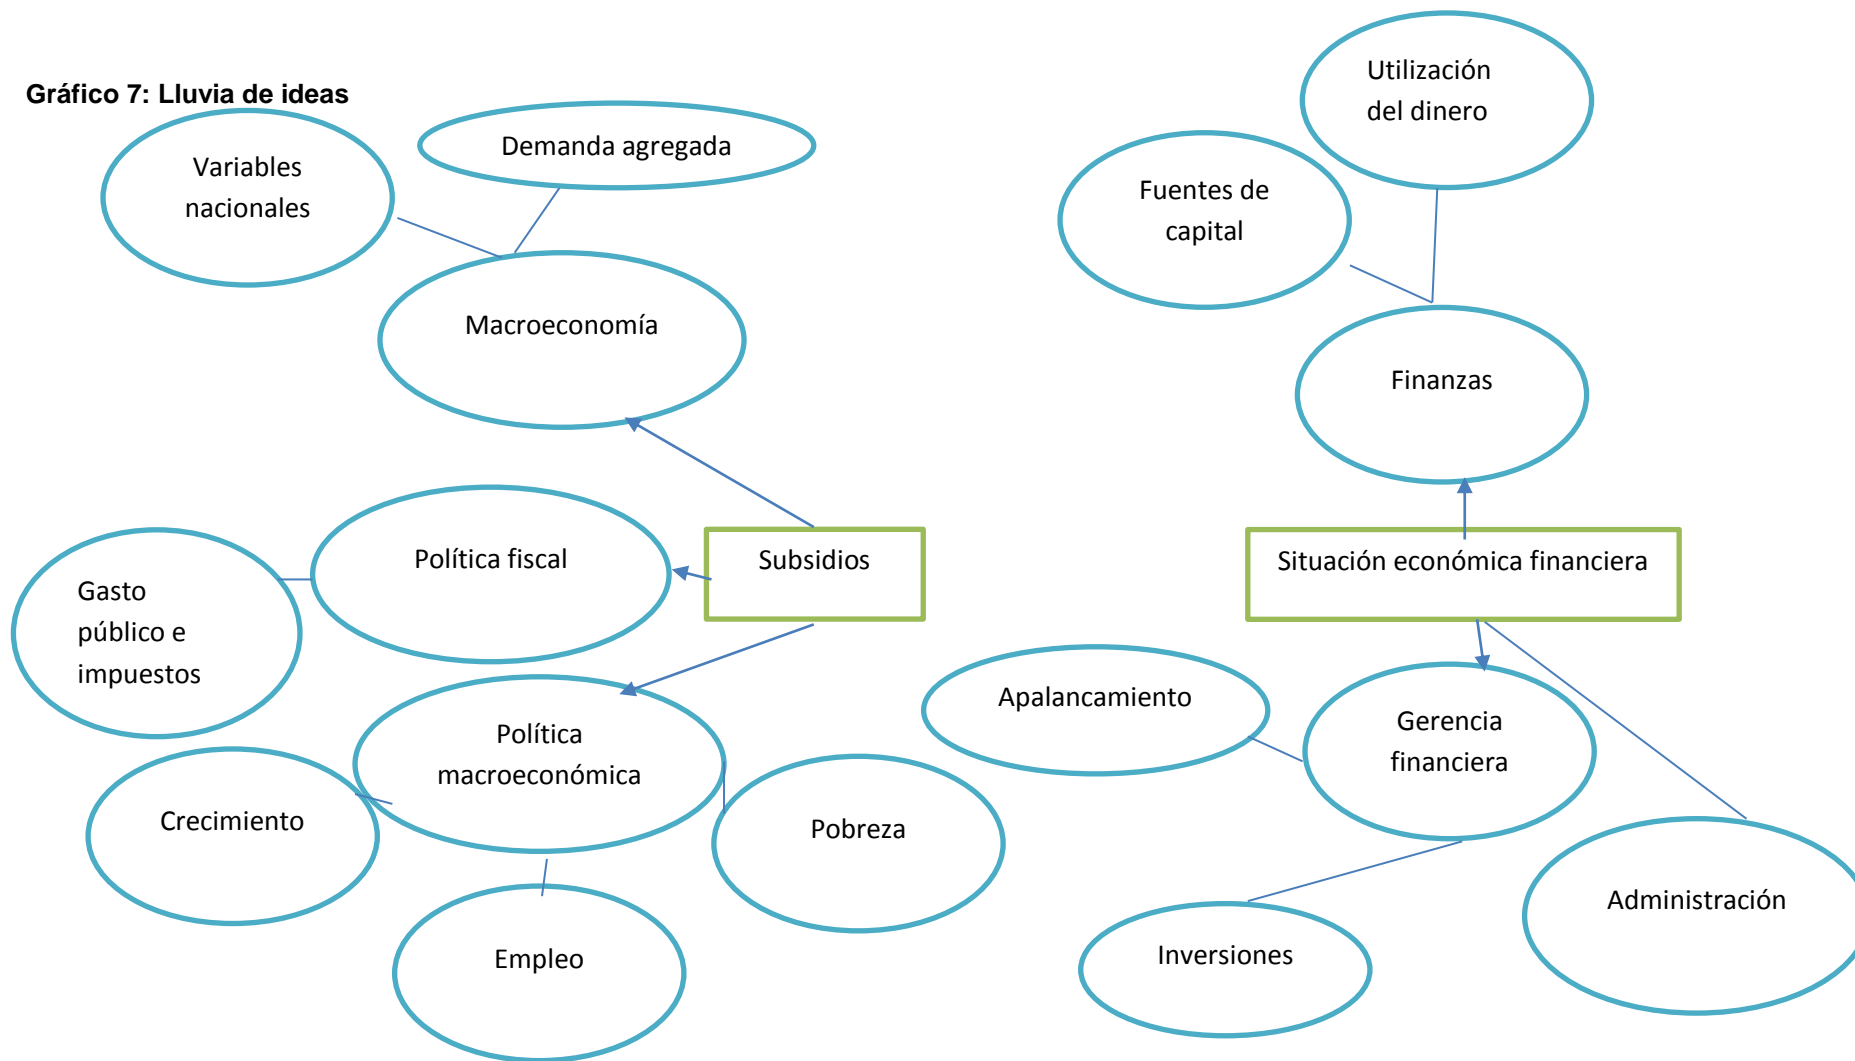 Gráfico 7: Lluvia de ideas
Variables
nacionales
Demanda agregada
Macroeconomía
Política fiscal
Subsidios
Gasto
público e
impuestos
Política
macroeconómica
Crecimiento
Pobreza
Empleo
Utilización
del dinero
Fuentes de
capital
Finanzas
Situación económica financiera
Apalancamiento
Gerencia
financiera
Administración
Inversiones